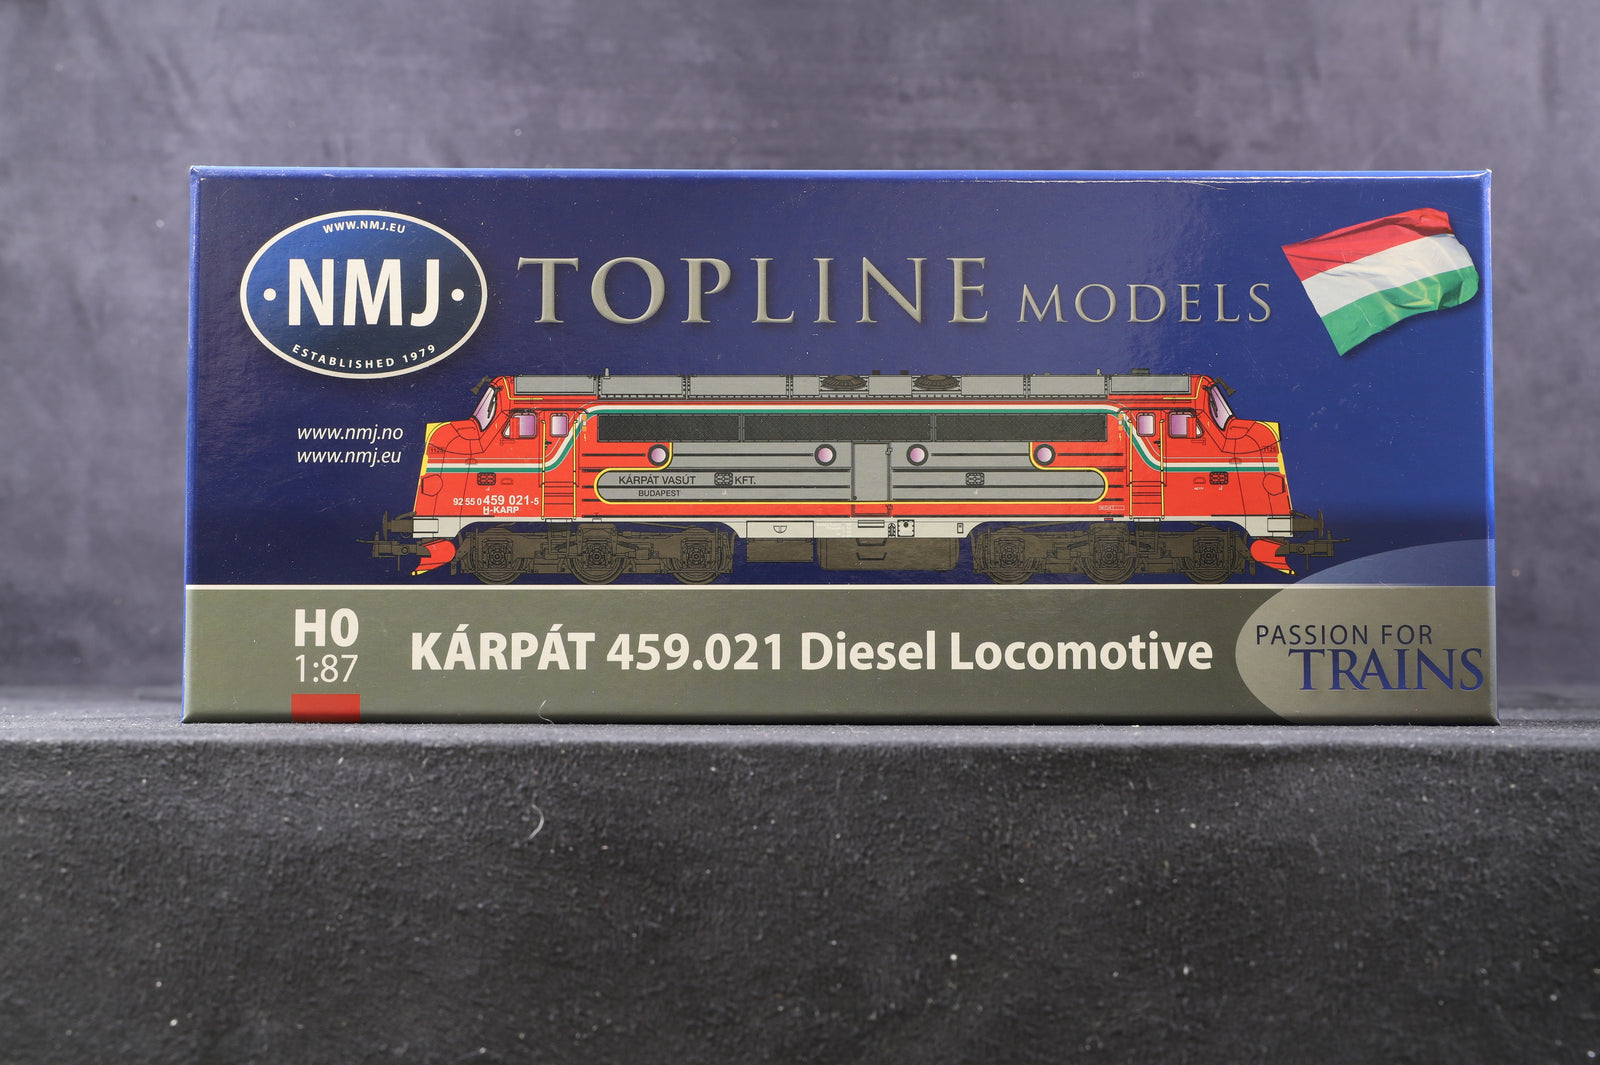 WWW.NMJ.EU
·NMJ·
ESTABLISHED 1979
TOPLINE MODELS
www.nmj.no
www.nmj.eu
KÁRPÁT VASÚT KFT.
BUDAPEST
92 55 0 459 021-5
H-KARP
H0
1:87
KÁRPÁT 459.021 Diesel Locomotive
PASSION FOR
TRAINS